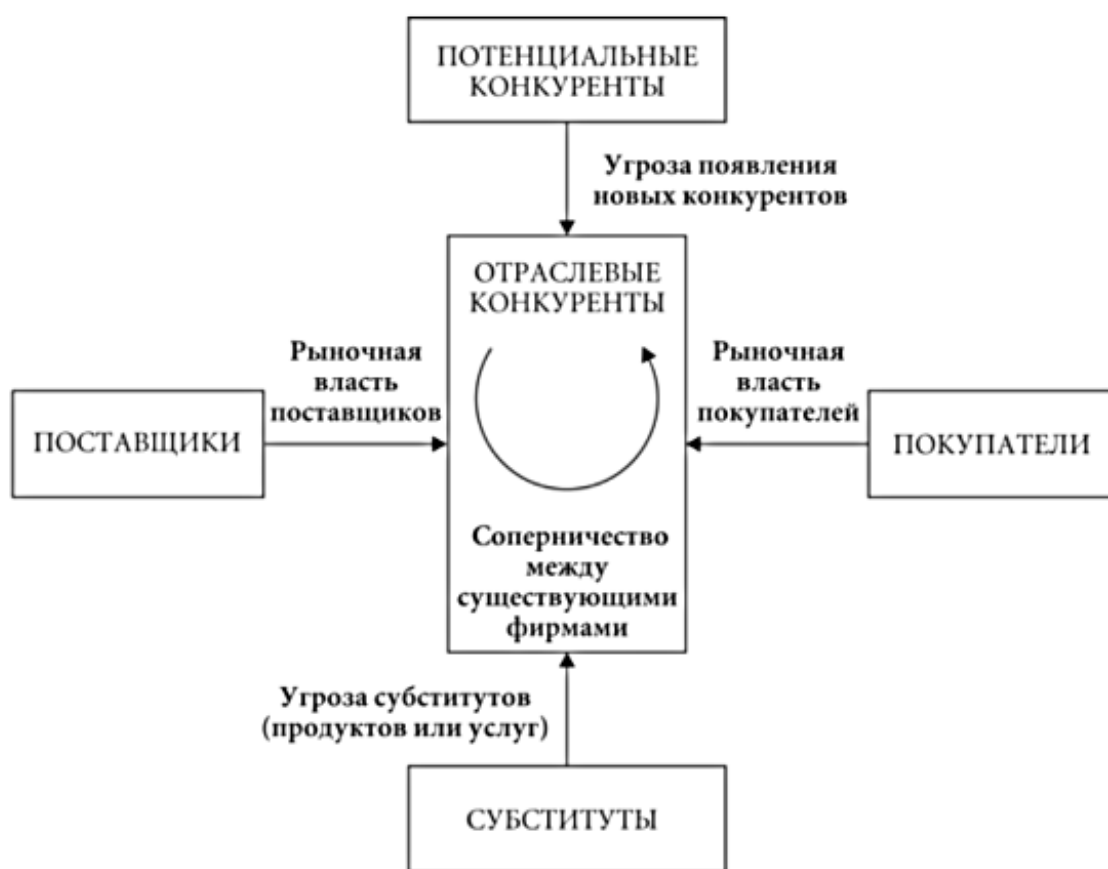 ПОТЕНЦИАЛЬНЫЕ
КОНКУРЕНТЫ
Угроза появления
новых конкурентов
ОТРАСЛЕВЫЕ
КОНКУРЕНТЫ
Рыночная
власть
поставщиков
Рыночная
власть
покупателей
ПОСТАВЩИКИ
ПОКУПАТЕЛИ
Соперничество
между
существующими
фирмами
Угроза субститутов
(продуктов или услуг)
СУБСТИТУТЫ